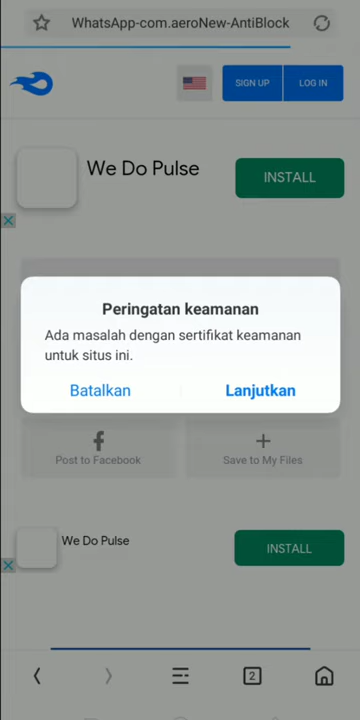 WhatsApp-com.aeroNew-AntiBlock
SIGN UP
LOG IN
We Do Pulse
INSTALL
Peringatan keamanan
Ada masalah dengan sertifikat keamanan
untuk situs ini.
Batalkan
Lanjutkan
Post to Facebook
Save to My Files
We Do Pulse
INSTALL
2